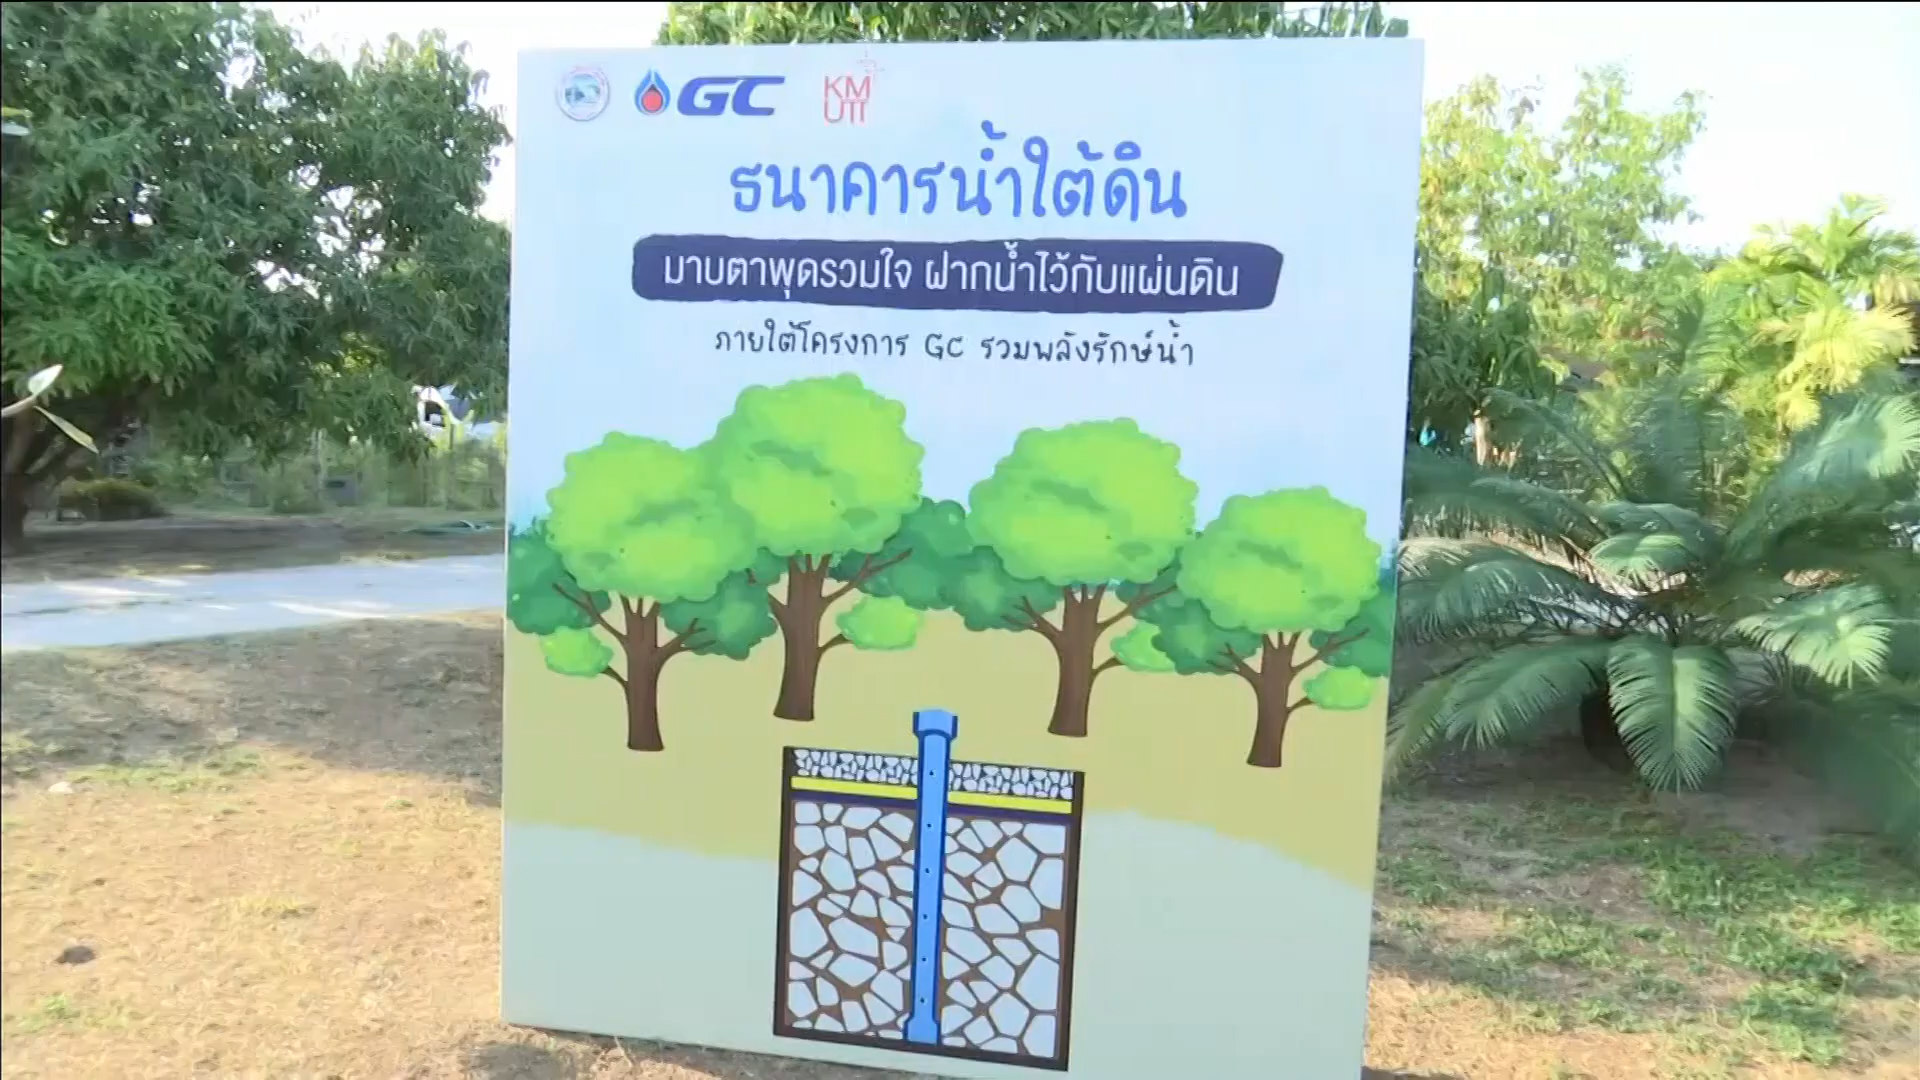 GC
KM
UTT
ธนาคารน้ำใต้ดิน
มาบตาพุดรวมใจ ฝากน้ำไว้กับแผ่นดิน
ภายใต้โครงการ GC รวมพลังรักษ์น้ำ